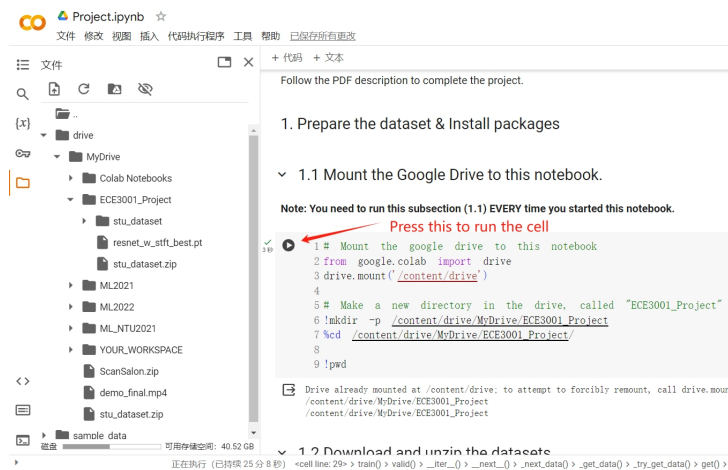 Project.ipynb
文件 修改 视图 插入 代码执行程序 工具 帮助 已保存所有更改
文件
+ 代码 + 文本
{x}
..
drive
MyDrive
Colab Notebooks
ECE3001_Project
stu_dataset
resnet_w_stft_best.pt
stu_dataset.zip
ML2021
ML2022
ML_NTU2021
YOUR_WORKSPACE
ScanSalon.zip
demo_final.mp4
stu_dataset.zip
sample_data
磁盘 可用存储空间: 40.52 GB
Follow the PDF description to complete the project.
1. Prepare the dataset & Install packages
1.1 Mount the Google Drive to this notebook.
Note: You need to run this subsection (1.1) EVERY time you started this notebook.
Press this to run the cell
3 秒
1 # Mount the google drive to this notebook
2 from google.colab import drive
3 drive.mount('/content/drive')
4
5 # Make a new directory in the drive, called "ECE3001_Project"
6 !mkdir -p /content/drive/MyDrive/ECE3001_Project
7 %cd /content/drive/MyDrive/ECE3001_Project/
8
9 !pwd
Drive already mounted at /content/drive; to attempt to forcibly remount, call drive.moun
/content/drive/MyDrive/ECE3001_Project
/content/drive/MyDrive/ECE3001_Project
1.2 Download and unzip the datasets
正在执行（已持续 25 分 8 秒） <cell line: 29> > train() > valid() > __iter__() > __next__() > _next_data() > _get_data() > _try_get_data() > get() >